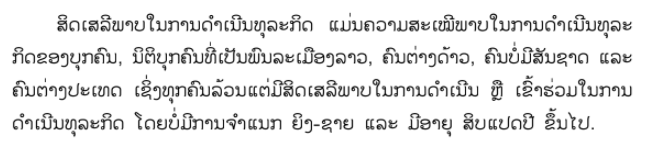 ສິດເສລີພາບໃນການດຳເນີນທຸລະກິດ ແມ່ນຄວາມສະເໝີພາບໃນການດຳເນີນທຸລະ
ກິດຂອງບຸກຄົນ, ນິຕິບຸກຄົນທີ່ເປັນພົນລະເມືອງລາວ, ຄົນຕ່າງດ້າວ, ຄົນບໍ່ມີສັນຊາດ ແລະ
ຄົນຕ່າງປະເທດ ເຊິ່ງທຸກຄົນລ້ວນແຕ່ມີສິດເສລີພາບໃນການດຳເນີນ ຫຼື ເຂົ້າຮ່ວມໃນການ
ດຳເນີນທຸລະກິດ ໂດຍບໍ່ມີການຈຳແນກ ຍິງ-ຊາຍ ແລະ ມີອາຍຸ ສິບແປດປີ ຂຶ້ນໄປ.